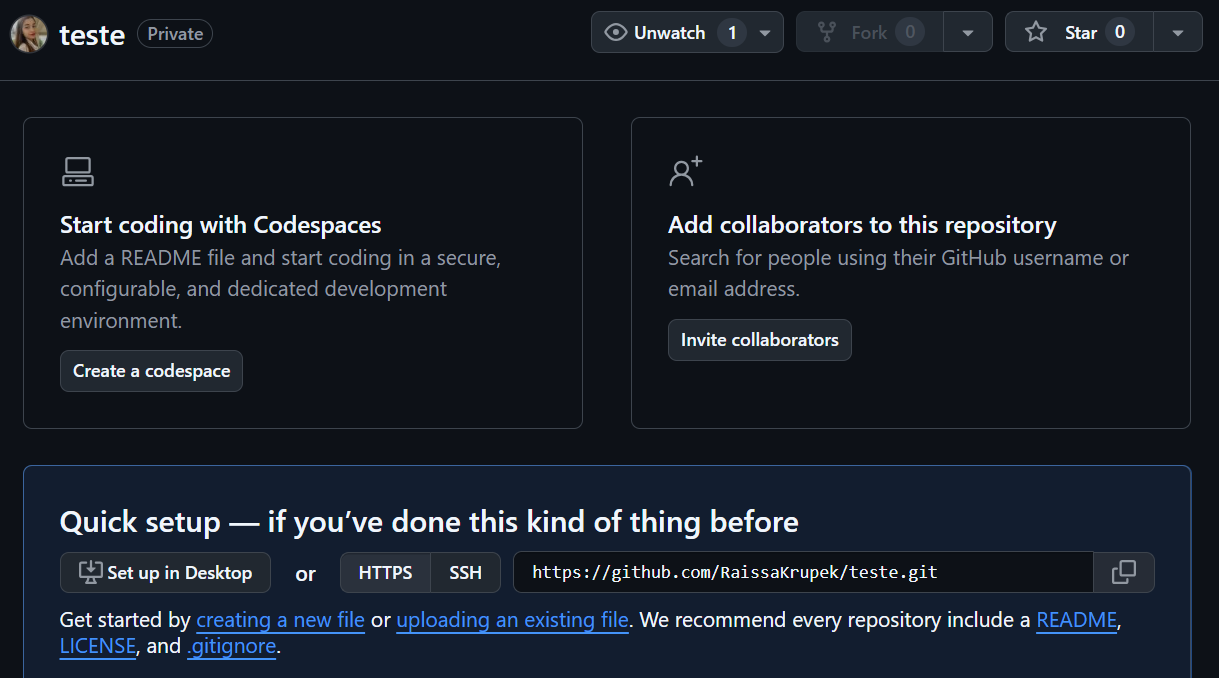 teste Private Unwatch 1 Fork 0 Star 0
Start coding with Codespaces
Add a README file and start coding in a secure,
configurable, and dedicated development
environment.
Create a codespace
Add collaborators to this repository
Search for people using their GitHub username or
email address.
Invite collaborators
Quick setup — if you’ve done this kind of thing before
Set up in Desktop or HTTPS SSH https://github.com/RaissaKrupek/teste.git
Get started by creating a new file or uploading an existing file. We recommend every repository include a README,
LICENSE, and .gitignore.